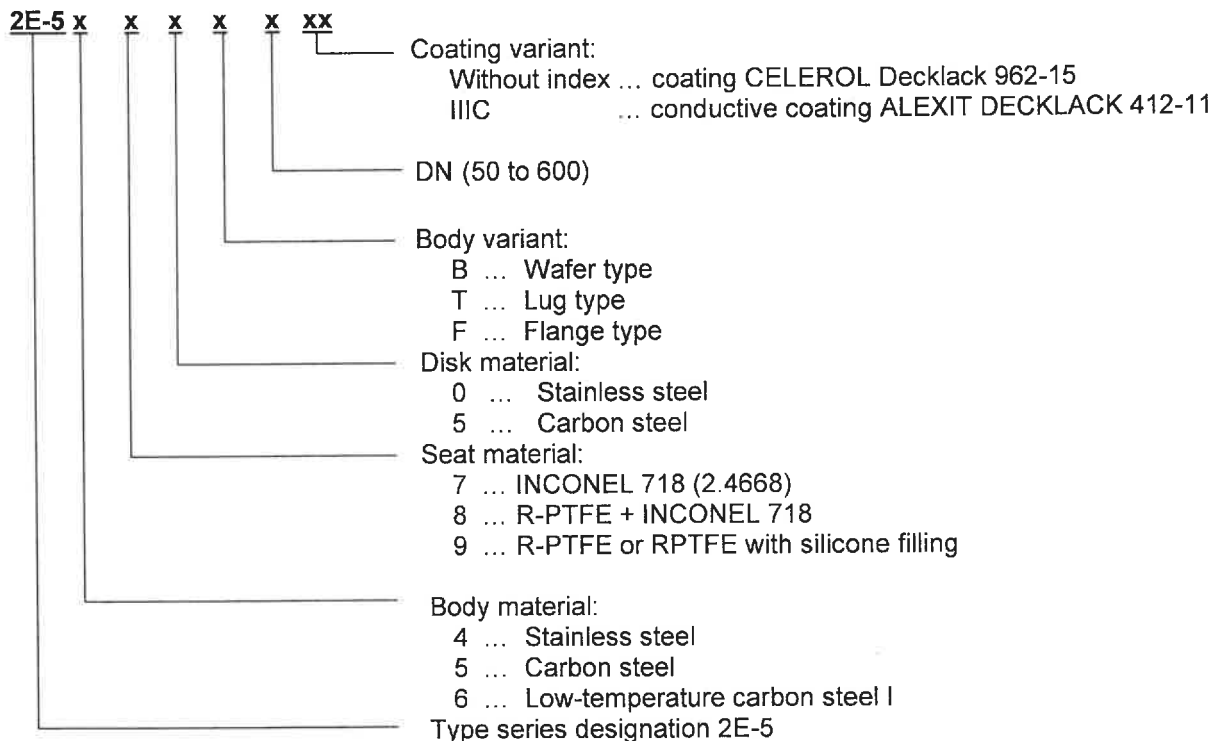 2E-5 x x x x x xx
Coating variant:
Without index ... coating CELEROL Decklack 962-15
IIIC ... conductive coating ALEXIT DECKLACK 412-11
DN (50 to 600)
Body variant:
B ... Wafer type
T ... Lug type
F ... Flange type
Disk material:
0 ... Stainless steel
5 ... Carbon steel
Seat material:
7 ... INCONEL 718 (2.4668)
8 ... R-PTFE + INCONEL 718
9 ... R-PTFE or RPTFE with silicone filling
Body material:
4 ... Stainless steel
5 ... Carbon steel
6 ... Low-temperature carbon steel I
Type series designation 2E-5